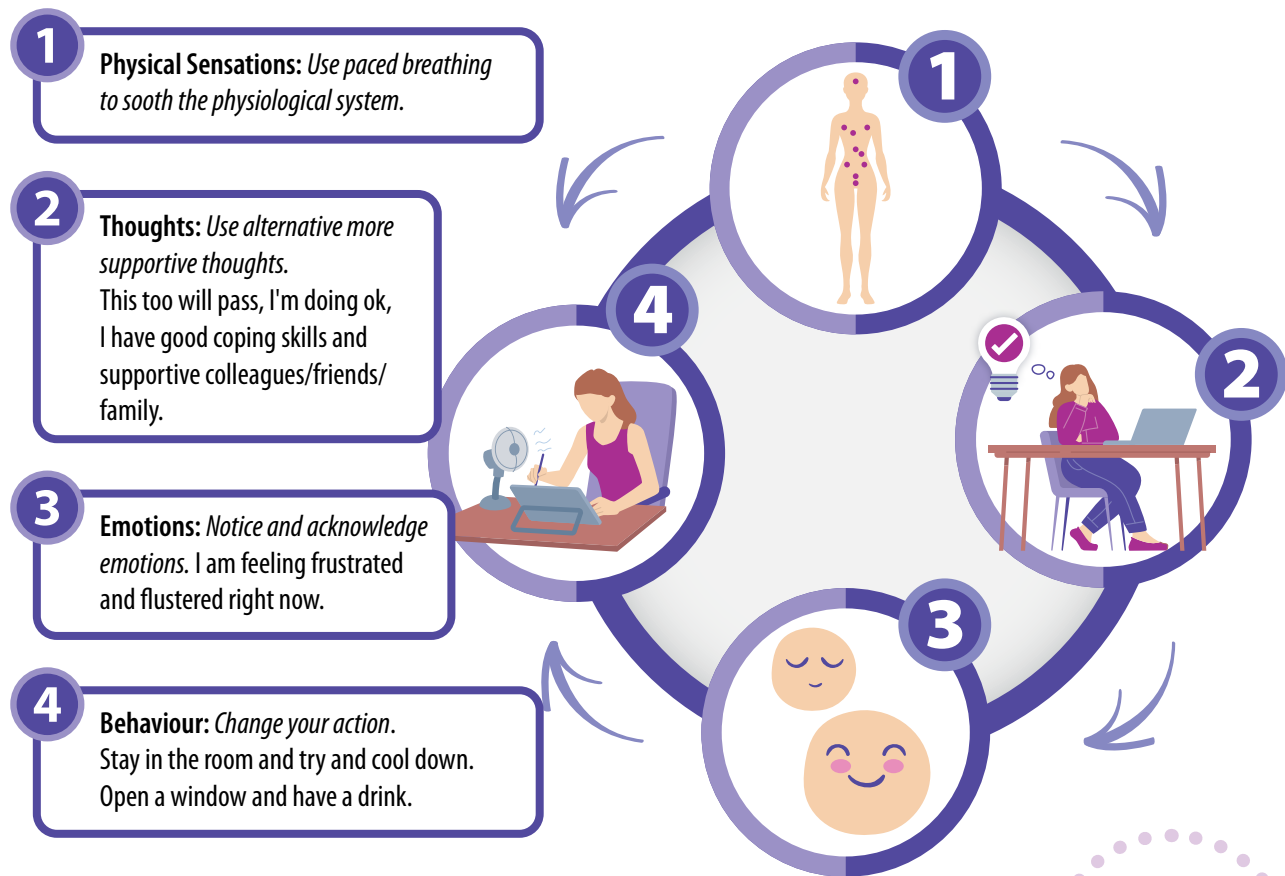 1
Physical Sensations: Use paced breathing
to sooth the physiological system.
2
Thoughts: Use alternative more
supportive thoughts.
This too will pass, I'm doing ok,
I have good coping skills and
supportive colleagues/friends/
family.
3
Emotions: Notice and acknowledge
emotions. I am feeling frustrated
and flustered right now.
4
Behaviour: Change your action.
Stay in the room and try and cool down.
Open a window and have a drink.
1
2
3
4